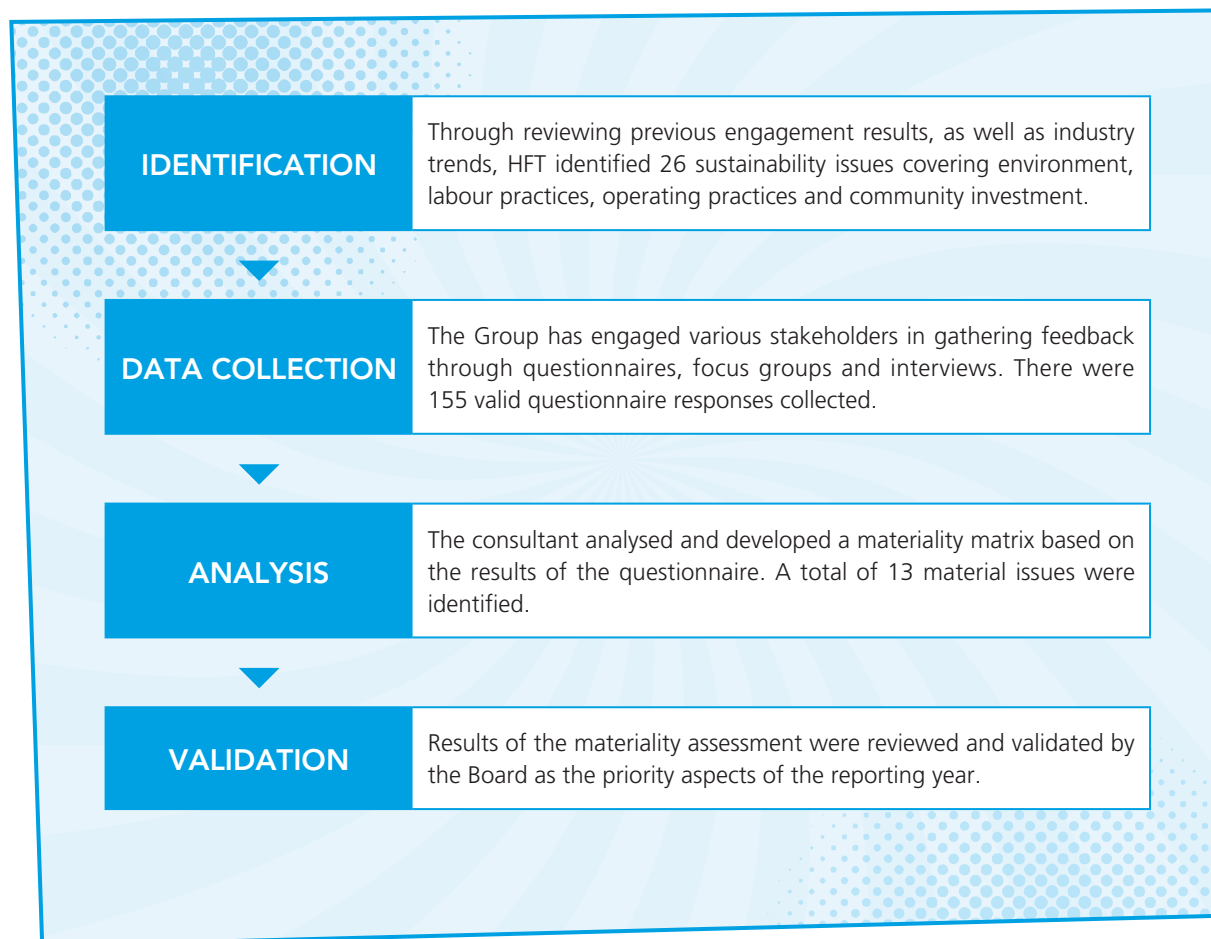 IDENTIFICATION
Through reviewing previous engagement results, as well as industry
trends, HFT identified 26 sustainability issues covering environment,
labour practices, operating practices and community investment.
DATA COLLECTION
The Group has engaged various stakeholders in gathering feedback
through questionnaires, focus groups and interviews. There were
155 valid questionnaire responses collected.
ANALYSIS
The consultant analysed and developed a materiality matrix based on
the results of the questionnaire. A total of 13 material issues were
identified.
VALIDATION
Results of the materiality assessment were reviewed and validated by
the Board as the priority aspects of the reporting year.